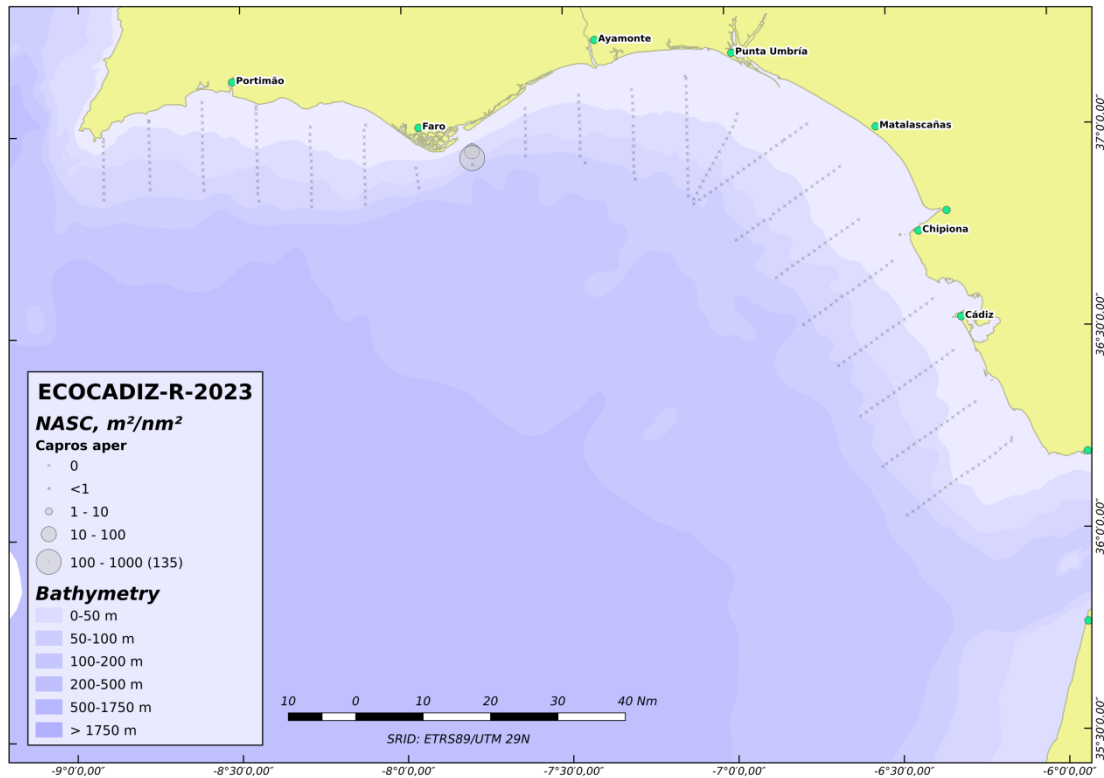 Ayamonte
Punta Umbría
Portimão
Faro
Matalascañas
Chipiona
Cádiz
37°0'0.00"
36°30'0.00"
36°0'0.00"
35°30'0.00"
ECOCADIZ-R-2023
NASC, m²/nm²
Capros aper
0
<1
1 - 10
10 - 100
100 - 1000 (135)
Bathymetry
0-50 m
50-100 m
100-200 m
200-500 m
500-1750 m
> 1750 m
10 0 10 20 30 40 Nm
SRID: ETRS89/UTM 29N
-9°0'0,00" -8°30'0,00" -8°0'0,00" -7°30'0,00" -7°0'0,00" -6°30'0,00" -6°0'0,00"